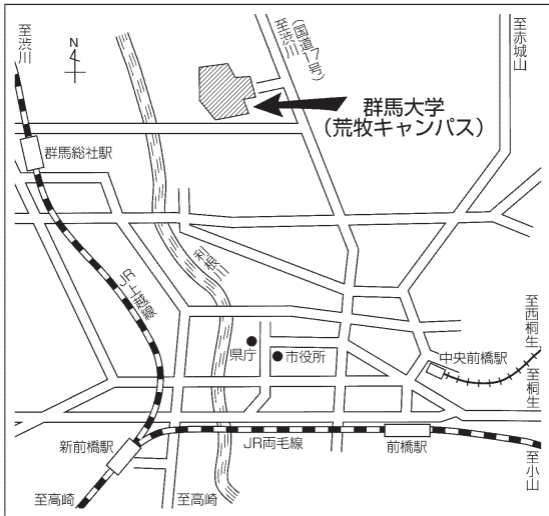 至渋川
N
至渋川
(国道17号)
至赤城山
群馬大学
(荒牧キャンパス)
群馬総社駅
利根川
JR上越線
県庁
市役所
中央前橋駅
至西桐生
至桐生
新前橋駅
JR両毛線
前橋駅
至小山
至高崎
至高崎